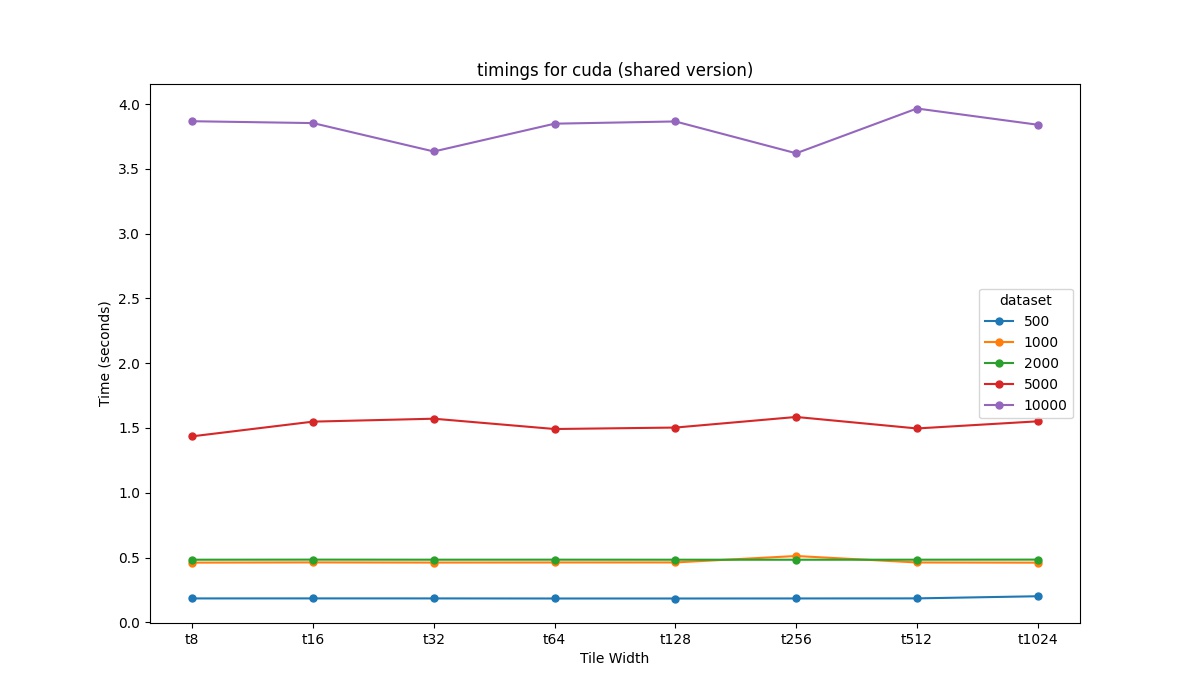 timings for cuda (shared version)
4.0
3.5
3.0
2.5
2.0
1.5
1.0
0.5
0.0
Time (seconds)
dataset
500
1000
2000
5000
10000
t8 t16 t32 t64 t128 t256 t512 t1024
Tile Width